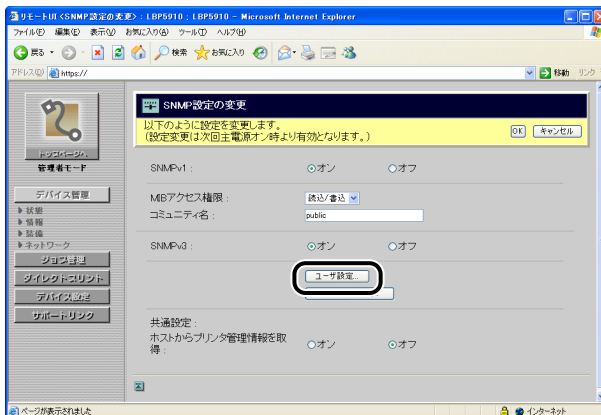 リモートUI <SNMP設定の変更> : LBP5910 ; LBP5910 - Microsoft Internet Explorer
ファイル(F) 編集(E) 表示(V) お気に入り(A) ツール(T) ヘルプ(H)
戻る 検索 お気に入り
アドレス(D) https:// 移動 リンク
トップページへ
管理者モード
デバイス管理
状態
情報
装備
ネットワーク
ジョブ管理
ダイレクトプリント
デバイス設定
サポートリンク
SNMP設定の変更
以下のように設定を変更します。
(設定変更は次回主電源オン時より有効となります。)
OK キャンセル
SNMPv1 : オン オフ
MIBアクセス権限 : 読込/書込
コミュニティ名 : public
SNMPv3 : オン オフ
ユーザ設定...
共通設定 :
ホストからプリンタ管理情報を取
得 : オン オフ
ページが表示されました インターネット